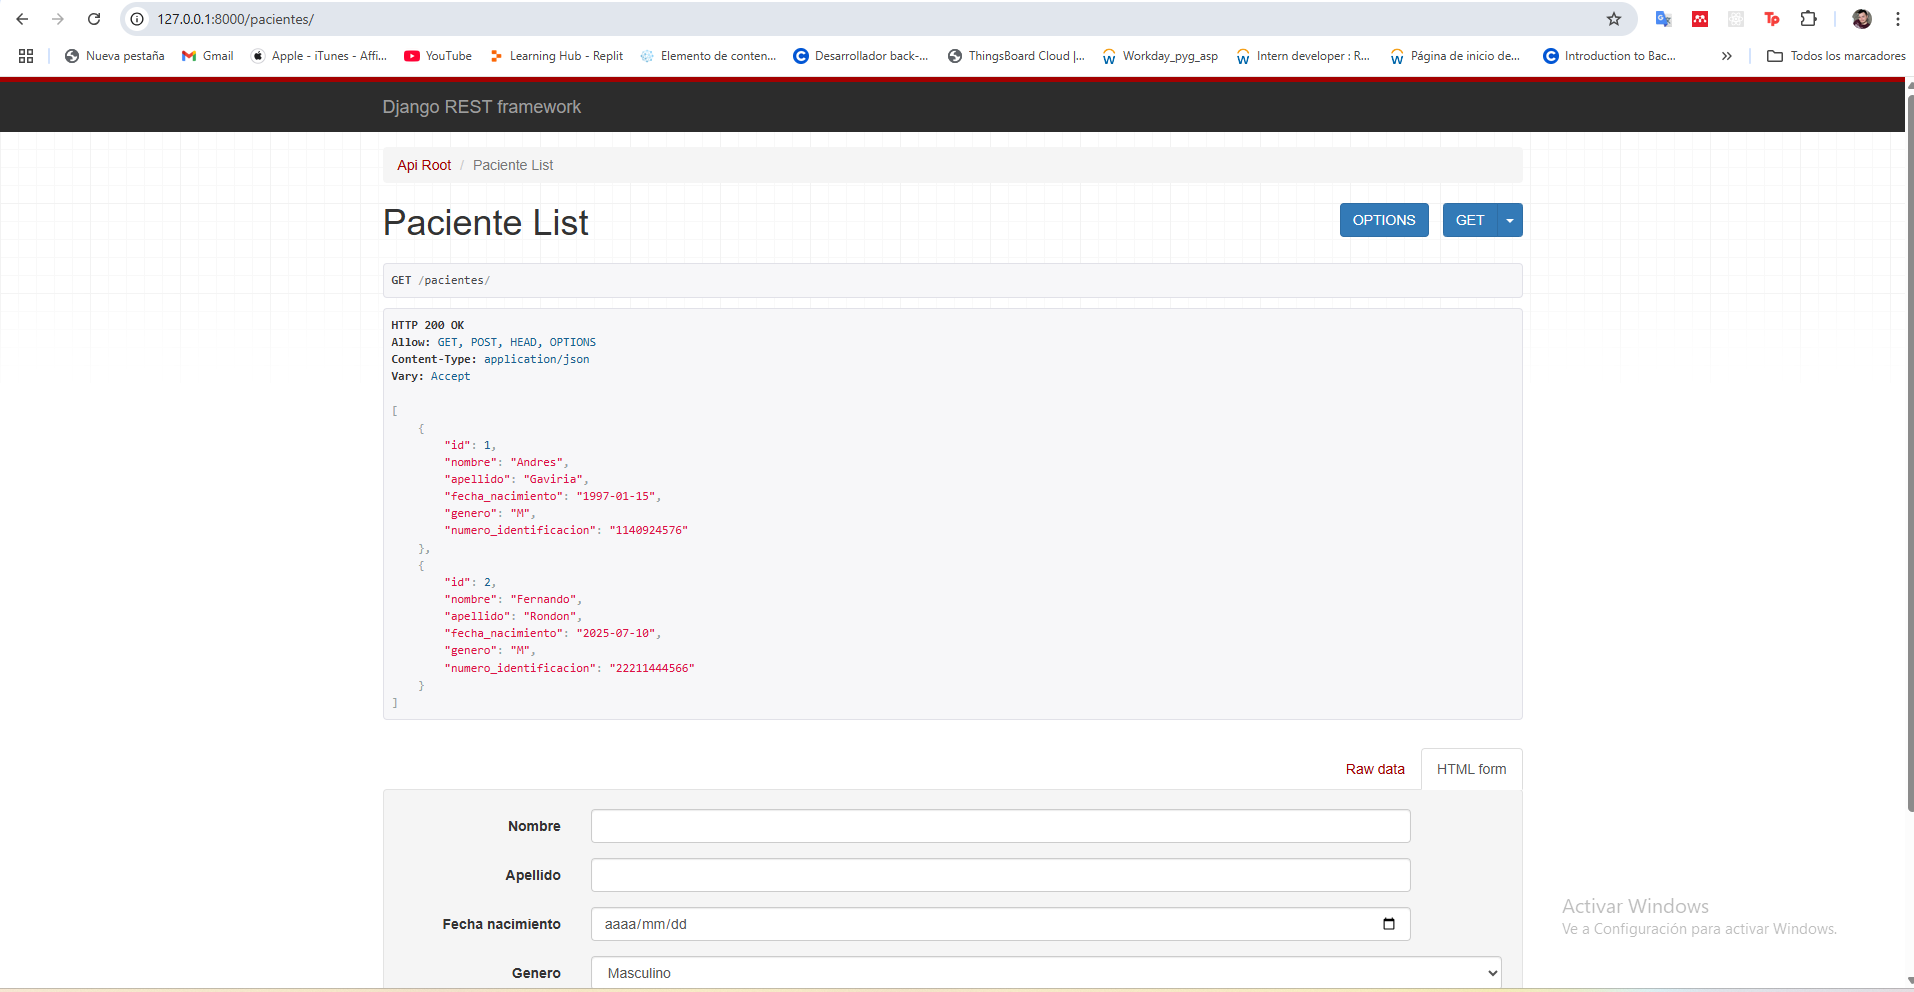 127.0.0.1:8000/pacientes/
Nueva pestaña
Gmail
Apple - iTunes - Affi...
YouTube
Learning Hub - Replit
Elemento de conten...
Desarrollador back-...
ThingsBoard Cloud |...
Workday_pyg_asp
Intern developer : R...
Página de inicio de...
Introduction to Bac...
Todos los marcadores
Django REST framework
Api Root / Paciente List
Paciente List
OPTIONS
GET
GET /pacientes/
HTTP 200 OK
Allow: GET, POST, HEAD, OPTIONS
Content-Type: application/json
Vary: Accept
[
    {
        "id": 1,
        "nombre": "Andres",
        "apellido": "Gaviria",
        "fecha_nacimiento": "1997-01-15",
        "genero": "M",
        "numero_identificacion": "1140924576"
    },
    {
        "id": 2,
        "nombre": "Fernando",
        "apellido": "Rondon",
        "fecha_nacimiento": "2025-07-10",
        "genero": "M",
        "numero_identificacion": "22211444566"
    }
]
Raw data
HTML form
Nombre
Apellido
Fecha nacimiento
aaaa/mm/dd
Genero
Masculino
Activar Windows
Ve a Configuración para activar Windows.